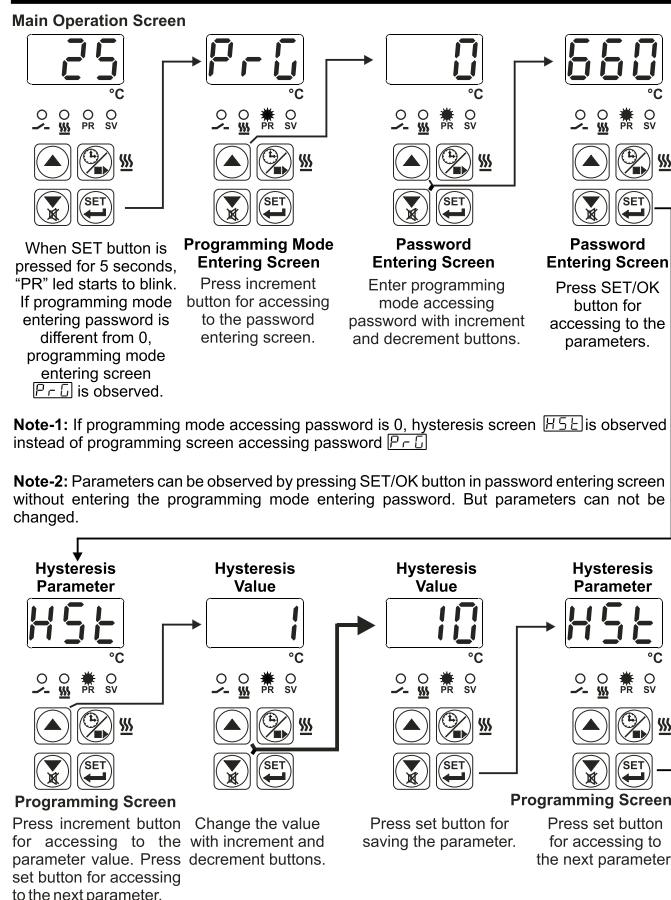 Main Operation Screen
25
°C
PR SV
SET
When SET button is
pressed for 5 seconds,
“PR” led starts to blink.
If programming mode
entering password is
different from 0,
programming mode
entering screen
PrG is observed.
PrG
°C
PR SV
SET
Programming Mode
Entering Screen
Press increment
button for accessing
to the password
entering screen.
0
°C
PR SV
SET
Password
Entering Screen
Enter programming
mode accessing
password with increment
and decrement buttons.
660
°C
PR SV
SET
Password
Entering Screen
Press SET/OK
button for
accessing to the
parameters.
Note-1: If programming mode accessing password is 0, hysteresis screen HSt is observed
instead of programming screen accessing password PrG
Note-2: Parameters can be observed by pressing SET/OK button in password entering screen
without entering the programming mode entering password. But parameters can not be
changed.
Hysteresis
Parameter
HSt
°C
PR SV
SET
Programming Screen
Press increment button
for accessing to the
parameter value. Press
set button for accessing
to the next parameter.
Hysteresis
Value
1
°C
PR SV
SET
Change the value
with increment and
decrement buttons.
Hysteresis
Value
10
°C
PR SV
SET
Press set button for
saving the parameter.
Hysteresis
Parameter
HSt
°C
PR SV
SET
Programming Screen
Press set button
for accessing to
the next parameter